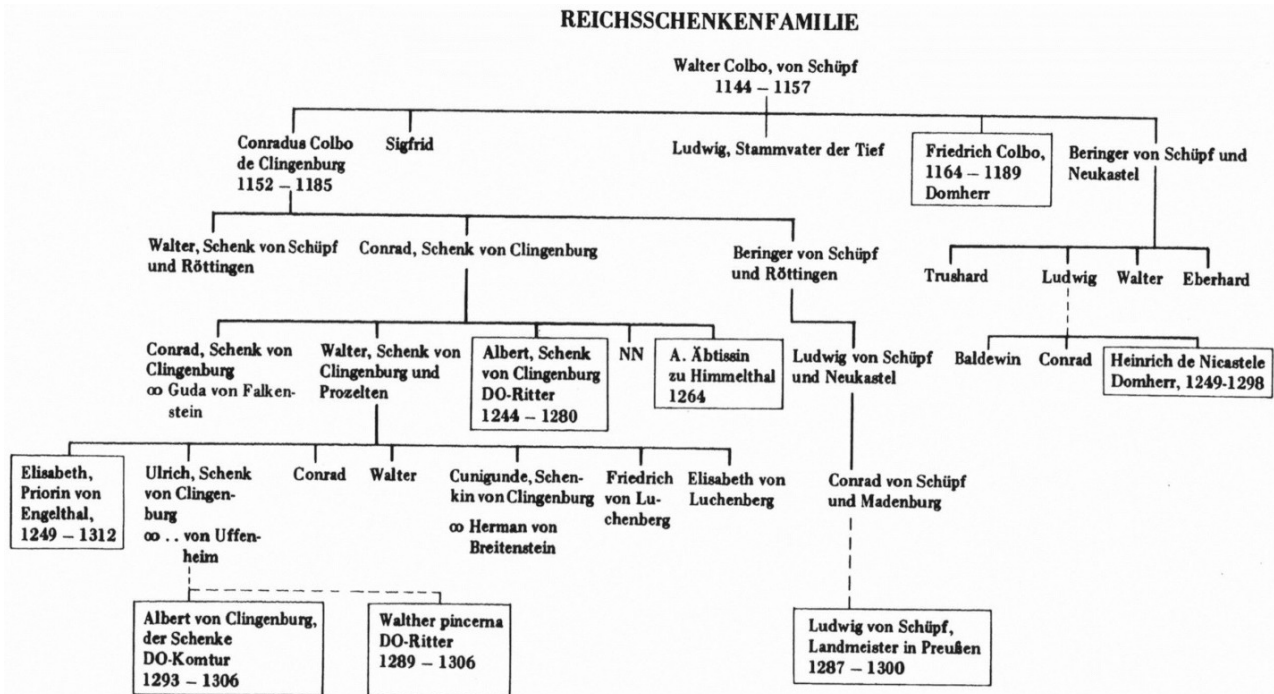 REICHSSCHENKENFAMILIE
Walter Colbo, von Schüpf
1144 – 1157
Conradus Colbo
de Clingenburg
1152 – 1185
Sigfrid
Ludwig, Stammvater der Tief
Friedrich Colbo,
1164 – 1189
Domherr
Beringer von Schüpf und
Neukastel
Walter, Schenk von Schüpf
und Röttingen
Conrad, Schenk von Clingenburg
Beringer von Schüpf
und Röttingen
Trushard
Ludwig
Walter
Eberhard
Conrad, Schenk von
Clingenburg
∞ Guda von Falken-
stein
Walter, Schenk von
Clingenburg und
Prozelten
Albert, Schenk
von Clingenburg
DO-Ritter
1244 – 1280
NN
A. Äbtissin
zu Himmelthal
1264
Ludwig von Schüpf
und Neukastel
Baldewin
Conrad
Heinrich de Nicastele
Domherr, 1249-1298
Elisabeth,
Priorin von
Engelthal,
1249 – 1312
Ulrich, Schenk
von Clingen-
burg
∞ . . von Uffen-
heim
Conrad
Walter
Cunigunde, Schen-
kin von Clingenburg
∞ Herman von
Breitenstein
Friedrich
von Lu-
chenberg
Elisabeth von
Luchenberg
Conrad von Schüpf
und Madenburg
Albert von Clingenburg,
der Schenke
DO-Komtur
1293 – 1306
Walther pincerna
DO-Ritter
1289 – 1306
Ludwig von Schüpf,
Landmeister in Preußen
1287 – 1300